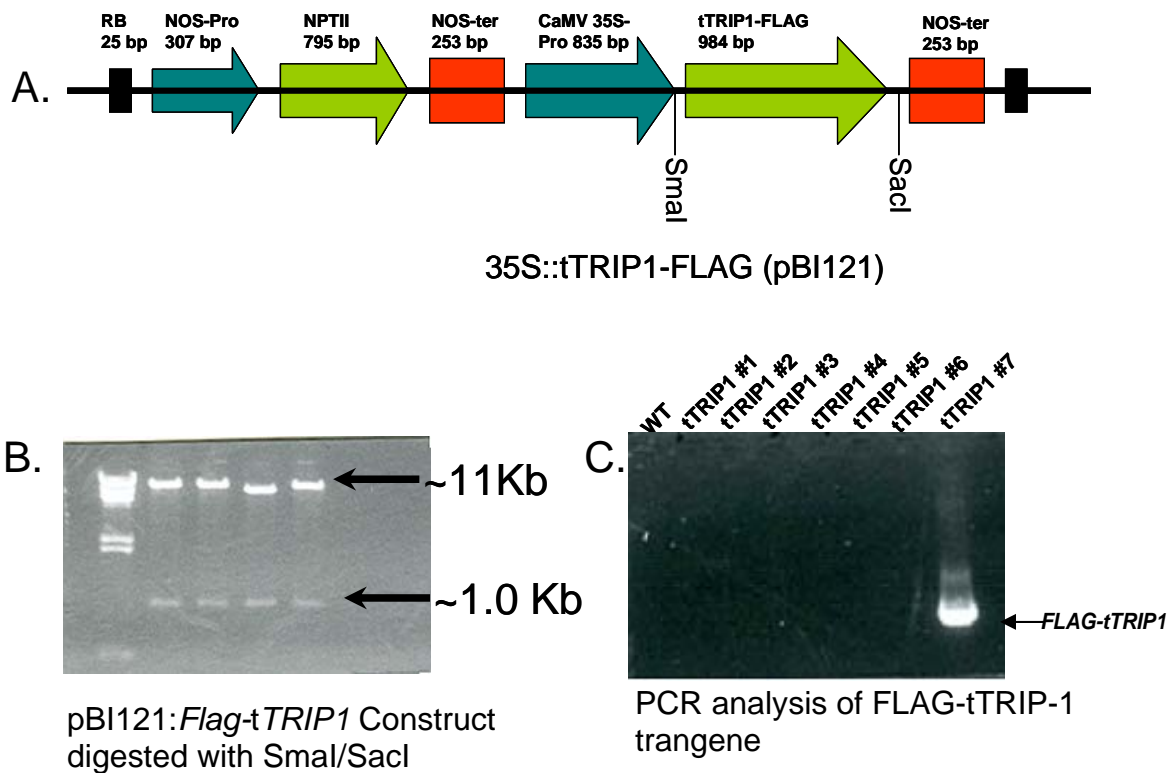 RB
25 bp
NOS-Pro
307 bp
NPTII
795 bp
NOS-ter
253 bp
CaMV 35S-
Pro 835 bp
tTRIP1-FLAG
984 bp
NOS-ter
253 bp
A.
SmaI
SacI
35S::tTRIP1-FLAG (pBI121)
B.
~11Kb
~1.0 Kb
pBI121:Flag-tTRIP1 Construct
digested with SmaI/SacI
C.
WT
tTRIP1 #1
tTRIP1 #2
tTRIP1 #3
tTRIP1 #4
tTRIP1 #5
tTRIP1 #6
tTRIP1 #7
FLAG-tTRIP1
PCR analysis of FLAG-tTRIP-1
trangene